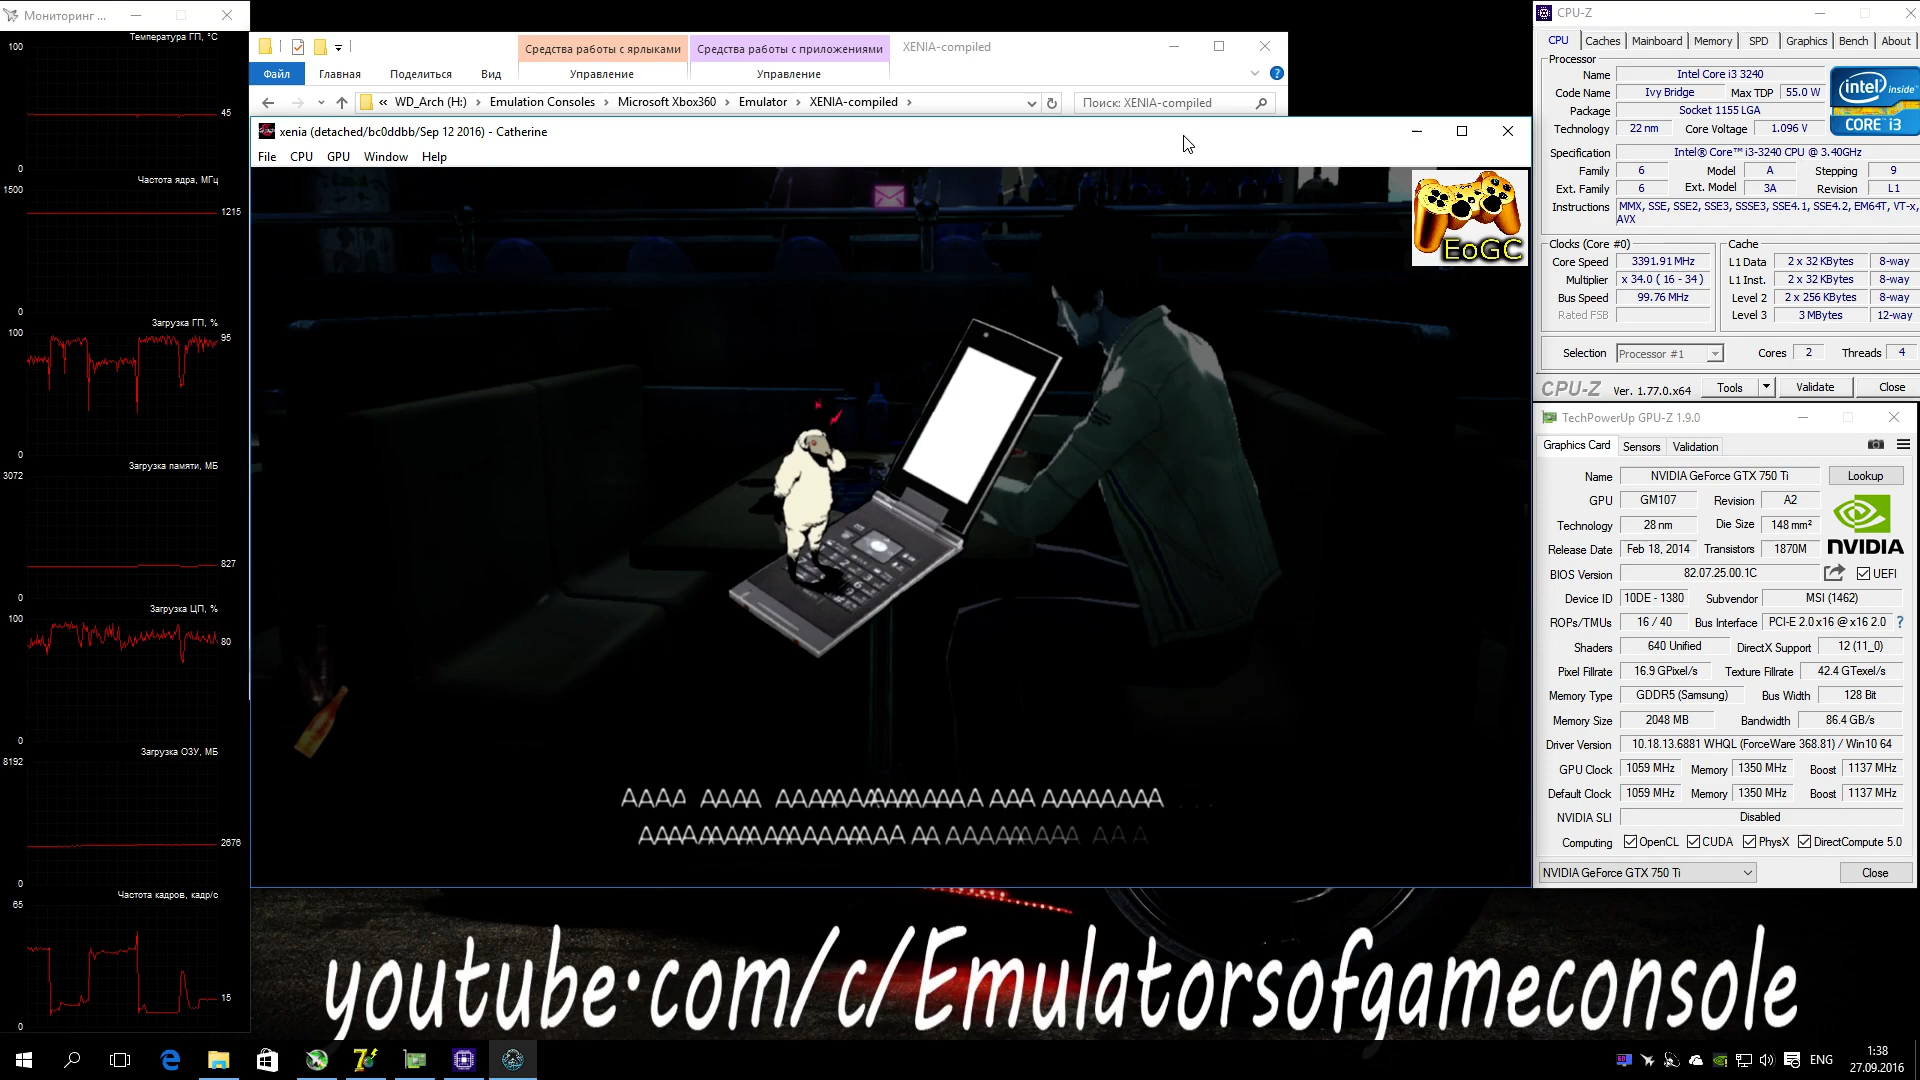 Мониторинг ...
Температура ГП, °C
100
45
0
Частота ядра, МГц
1500
1215
0
Загрузка ГП, %
100
95
0
Загрузка памяти, МБ
3072
827
0
Загрузка ЦП, %
100
80
0
Загрузка ОЗУ, МБ
8192
2676
0
Частота кадров, кадр/с
65
15
0
Средства работы с ярлыками
Средства работы с приложениями
XENIA-compiled
Файл
Главная
Поделиться
Вид
Управление
Управление
« WD_Arch (H:) › Emulation Consoles › Microsoft Xbox360 › Emulator › XENIA-compiled ›
Поиск: XENIA-compiled
xenia (detached/bc0ddbb/Sep 12 2016) - Catherine
File CPU GPU Window Help
EoGC
AAAA AAAA AAAAAAAAAAAAAA AAA AAAAAAAA
youtube.com/c/Emulatorsofgameconsole
CPU-Z
CPU Caches Mainboard Memory SPD Graphics Bench About
Processor
Name Intel Core i3 3240
Code Name Ivy Bridge Max TDP 55.0 W
Package Socket 1155 LGA
Technology 22 nm Core Voltage 1.096 V
intel inside
CORE i3
Specification Intel® Core™ i3-3240 CPU @ 3.40GHz
Family 6 Model A Stepping 9
Ext. Family 6 Ext. Model 3A Revision L1
Instructions MMX, SSE, SSE2, SSE3, SSSE3, SSE4.1, SSE4.2, EM64T, VT-x,
AVX
Clocks (Core #0)
Core Speed 3391.91 MHz
Multiplier x 34.0 ( 16 - 34 )
Bus Speed 99.76 MHz
Rated FSB
Cache
L1 Data 2 x 32 KBytes 8-way
L1 Inst. 2 x 32 KBytes 8-way
Level 2 2 x 256 KBytes 8-way
Level 3 3 MBytes 12-way
Selection Processor #1 Cores 2 Threads 4
CPU-Z Ver. 1.77.0.x64 Tools Validate Close
TechPowerUp GPU-Z 1.9.0
Graphics Card Sensors Validation
Name NVIDIA GeForce GTX 750 Ti Lookup
GPU GM107 Revision A2
Technology 28 nm Die Size 148 mm²
Release Date Feb 18, 2014 Transistors 1870M
NVIDIA
BIOS Version 82.07.25.00.1C UEFI
Device ID 10DE - 1380 Subvendor MSI (1462)
ROPs/TMUs 16 / 40 Bus Interface PCI-E 2.0 x16 @ x16 2.0 ?
Shaders 640 Unified DirectX Support 12 (11_0)
Pixel Fillrate 16.9 GPixel/s Texture Fillrate 42.4 GTexel/s
Memory Type GDDR5 (Samsung) Bus Width 128 Bit
Memory Size 2048 MB Bandwidth 86.4 GB/s
Driver Version 10.18.13.6881 WHQL (ForceWare 368.81) / Win10 64
GPU Clock 1059 MHz Memory 1350 MHz Boost 1137 MHz
Default Clock 1059 MHz Memory 1350 MHz Boost 1137 MHz
NVIDIA SLI Disabled
Computing OpenCL CUDA PhysX DirectCompute 5.0
NVIDIA GeForce GTX 750 Ti Close
ENG
1:38
27.09.2016